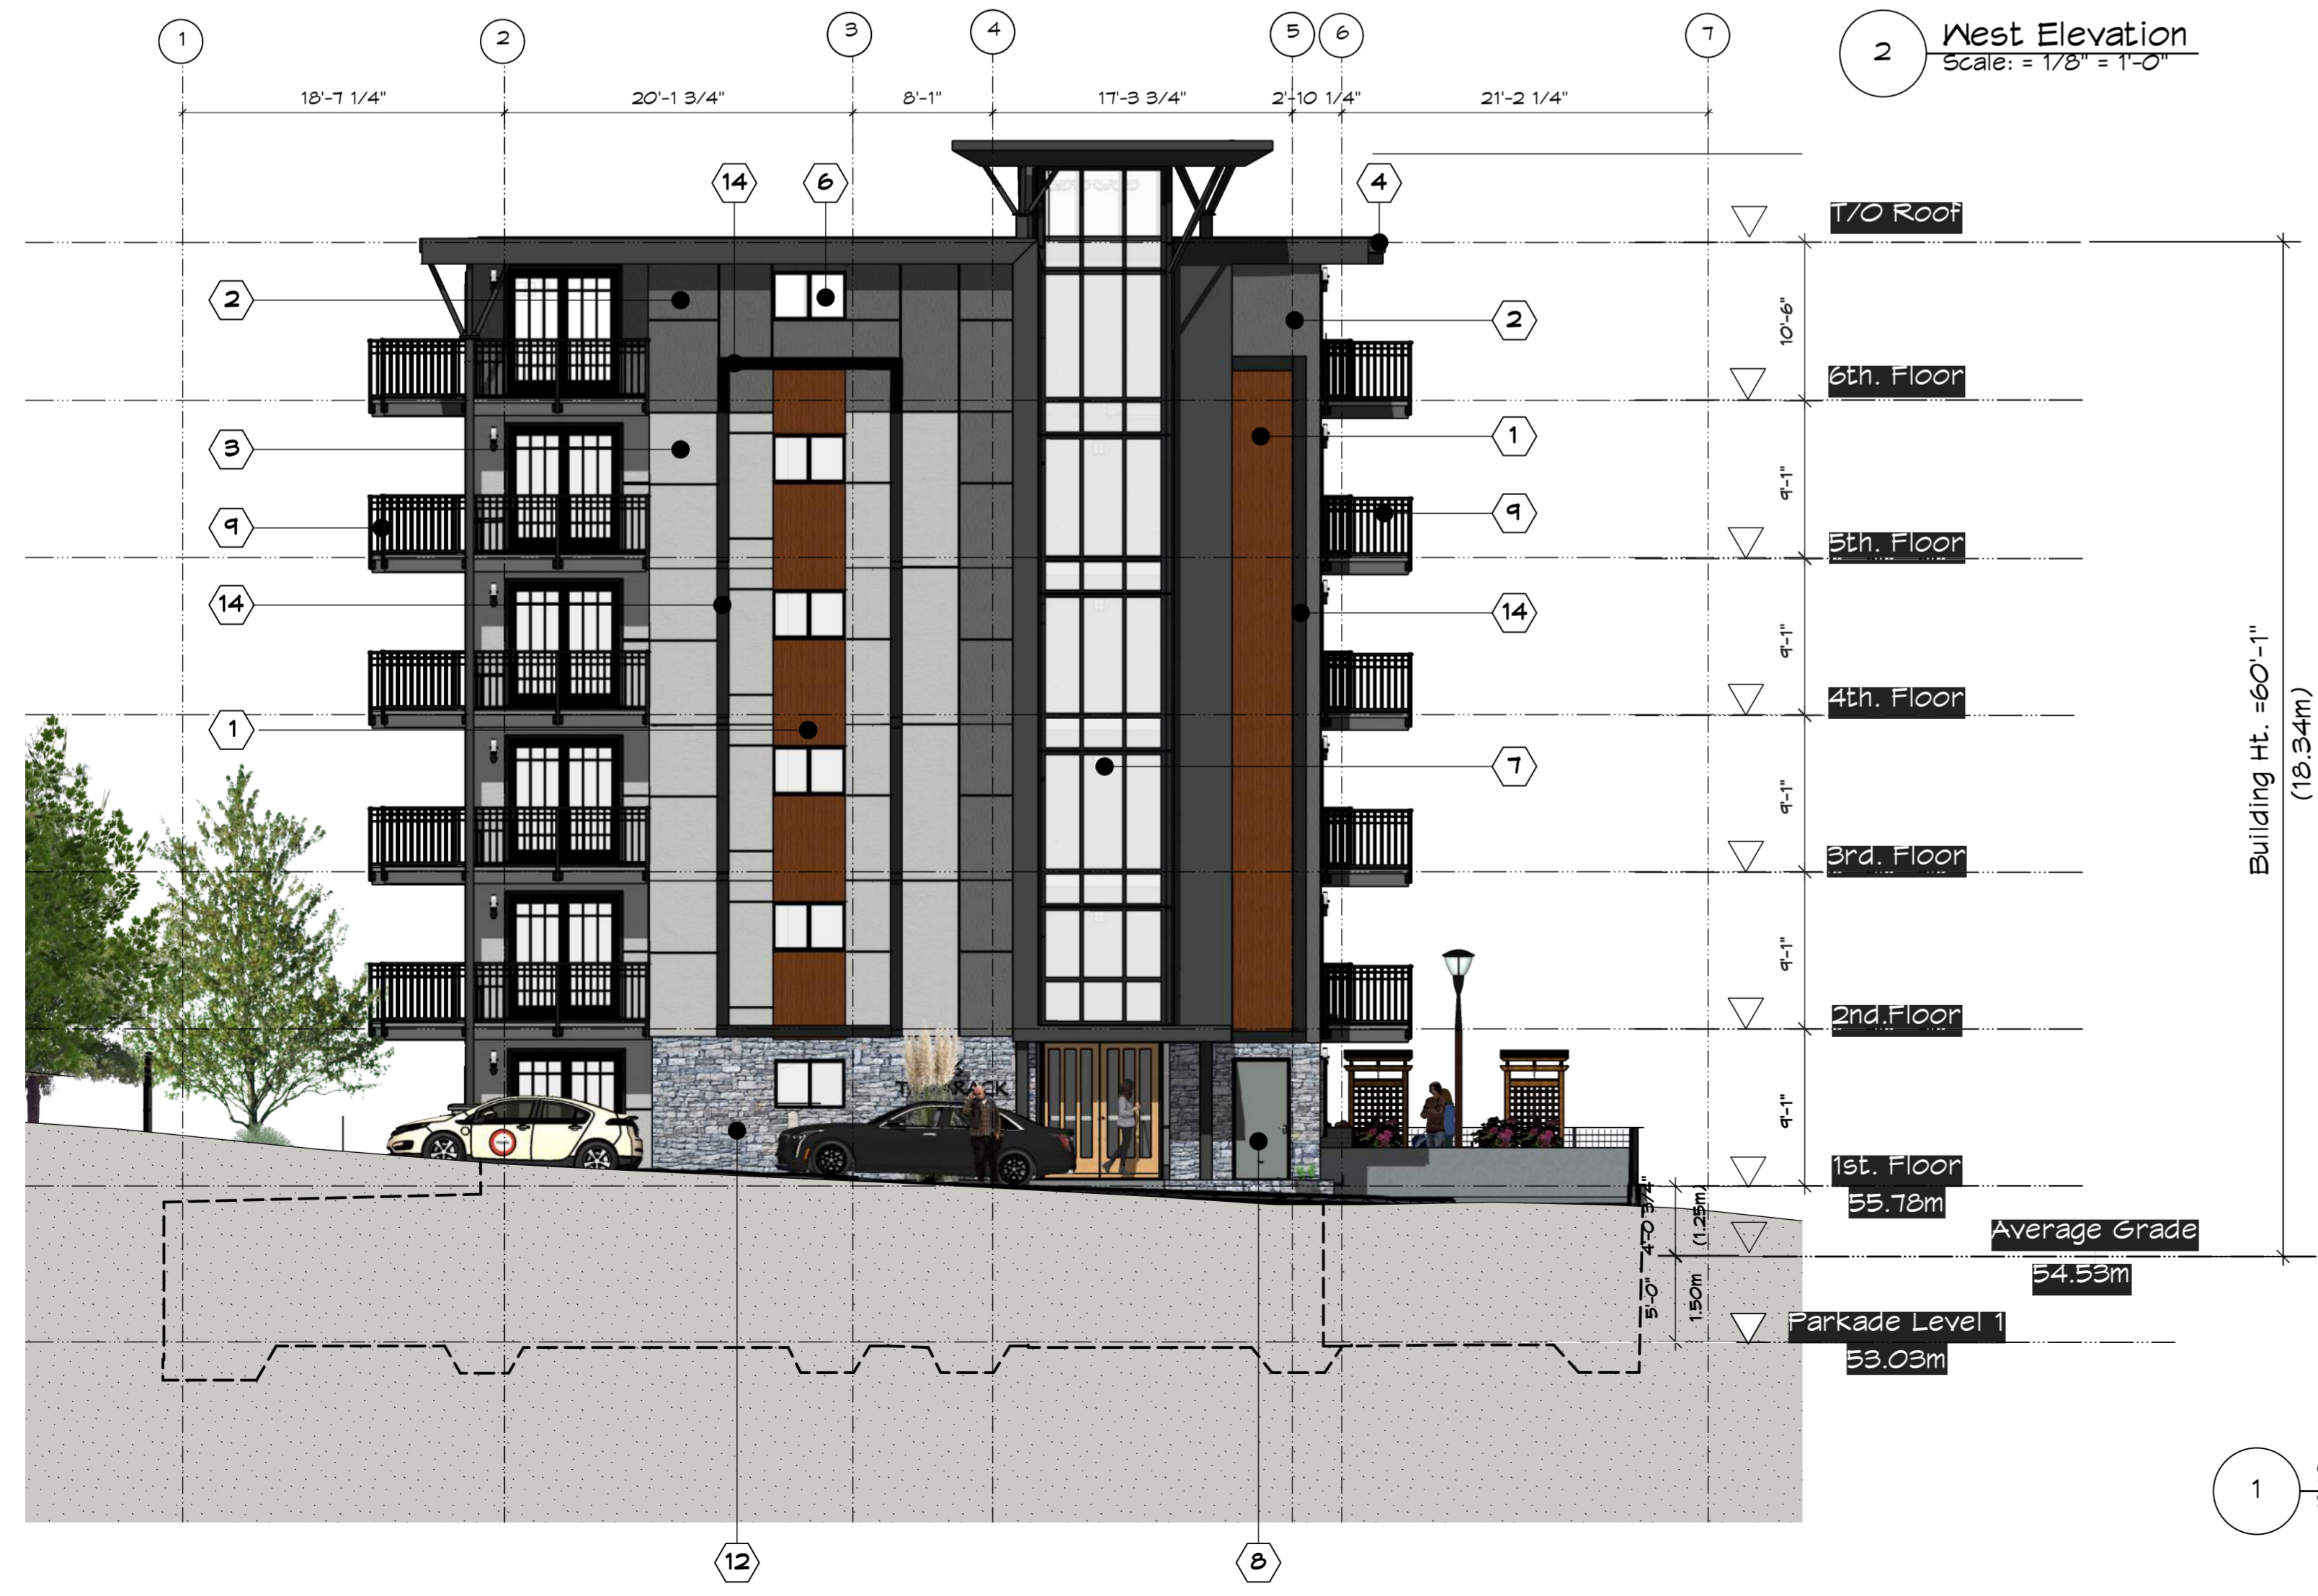 1
2
3
4
5
6
7
2
West Elevation
Scale: = 1/8" = 1'-0"
18'-7 1/4"
20'-1 3/4"
8'-1"
17'-3 3/4"
2'-10 1/4"
21'-2 1/4"
14
6
4
T/O Roof
2
2
10'-6"
6th. Floor
3
1
9'-1"
9
9
5th. Floor
14
14
9'-1"
4th. Floor
1
7
9'-1"
3rd. Floor
Building Ht. =60'-1"
(18.34m)
9'-1"
2nd.Floor
9'-1"
1st. Floor
55.78m
4'-0 3/4"
(1.25m)
Average Grade
54.53m
5'-0"
1.50m
Parkade Level 1
53.03m
1
12
8